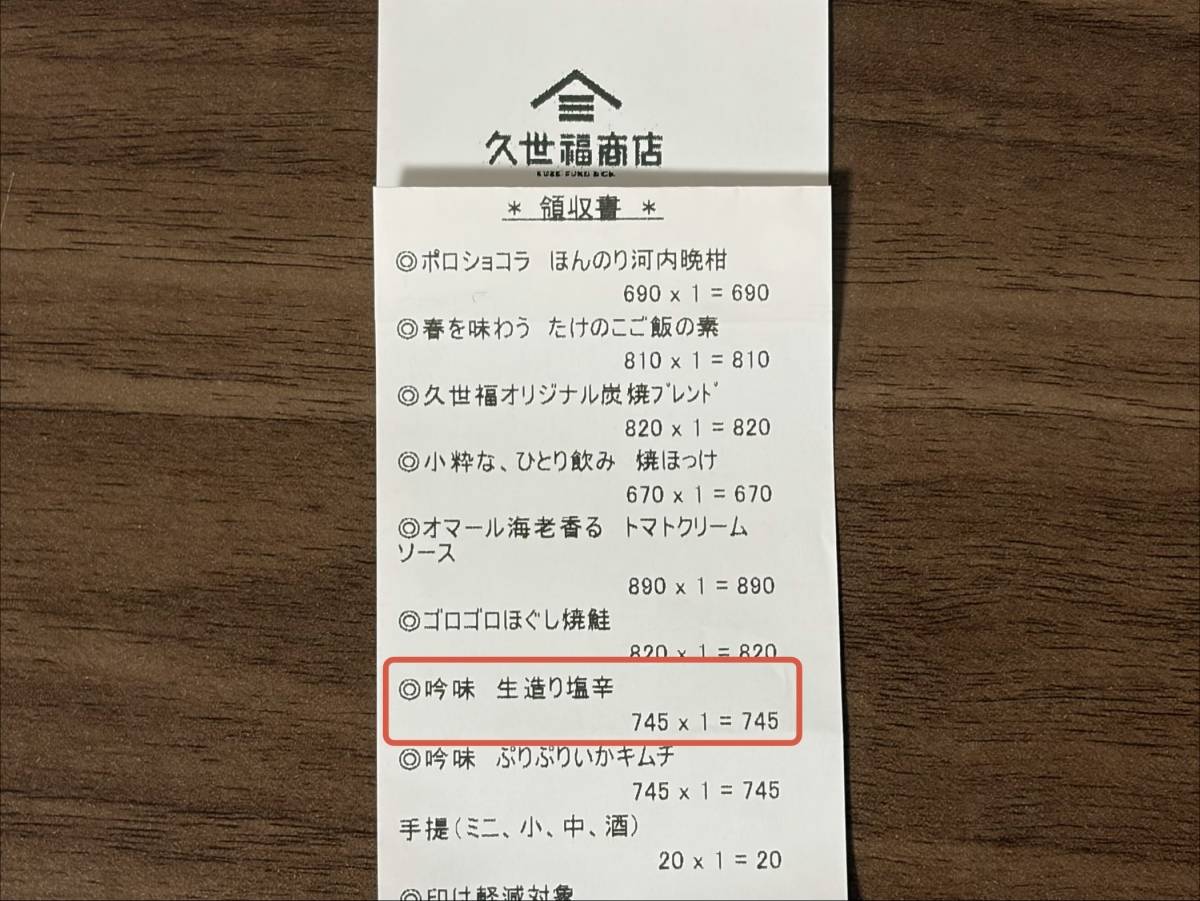 久世福商店
* 領収書 *
◎ポロショコラ ほんのり河内晩柑
690 x 1 = 690
◎春を味わう たけのこご飯の素
810 x 1 = 810
◎久世福オリジナル炭焼ﾌﾞﾚﾝﾄﾞ
820 x 1 = 820
◎小粋な、ひとり飲み 焼ほっけ
670 x 1 = 670
◎オマール海老香る トマトクリーム
ソース
890 x 1 = 890
◎ゴロゴロほぐし焼鮭
820 x 1 = 820
◎吟味 生造り塩辛
745 x 1 = 745
◎吟味 ぷりぷりいかキムチ
745 x 1 = 745
手提(ミニ、小、中、酒)
20 x 1 = 20
◎印は軽減対象